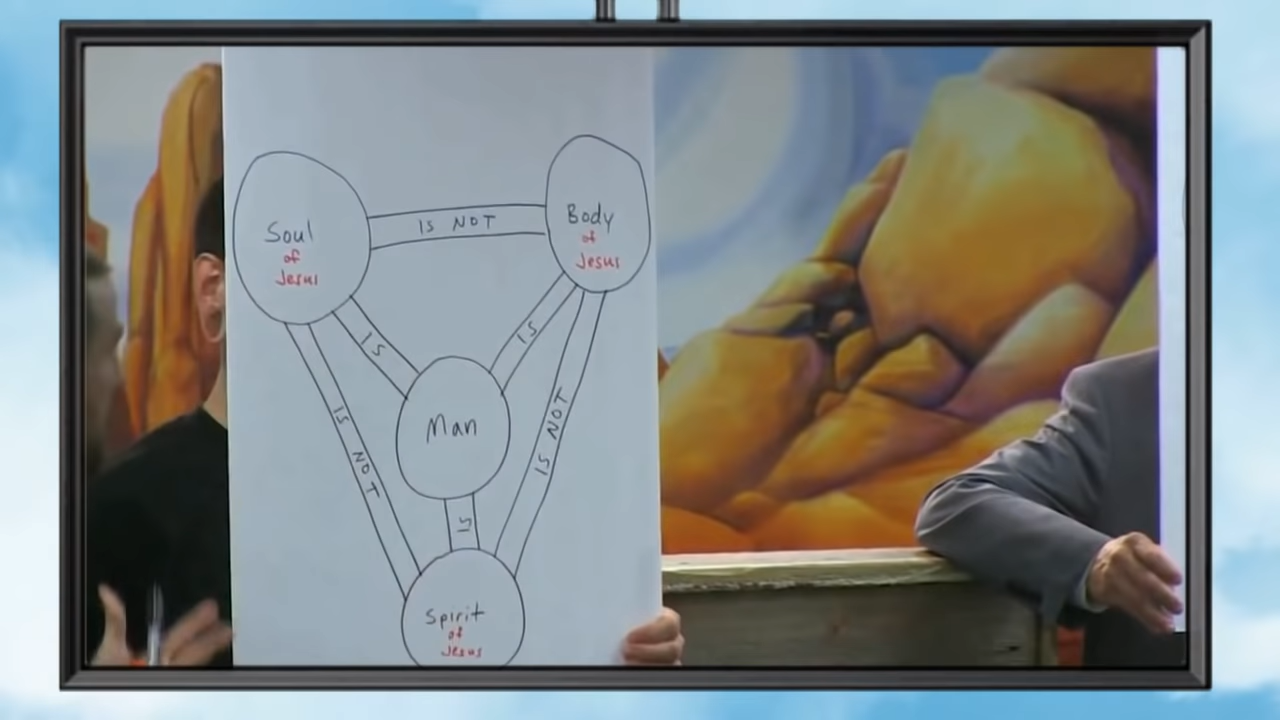 Soul
of
Jesus
IS NOT
Body
of
Jesus
IS
IS
Man
IS NOT
IS NOT
IS
Spirit
of
Jesus